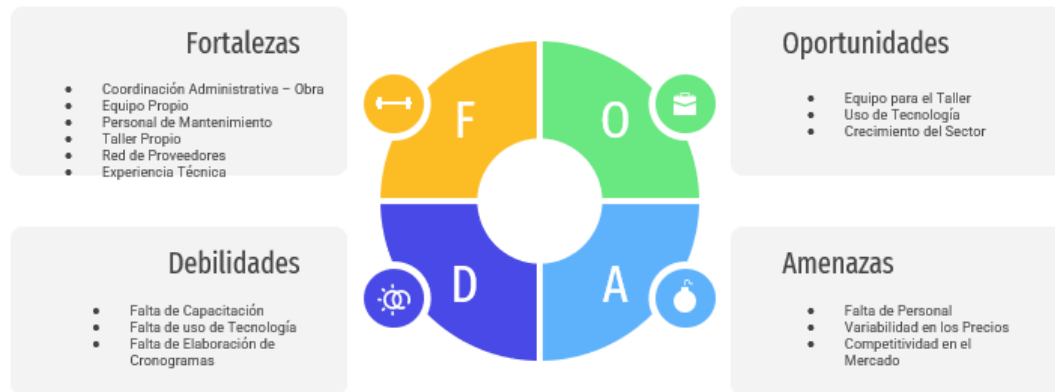 Fortalezas
● Coordinación Administrativa – Obra
● Equipo Propio
● Personal de Mantenimiento
● Taller Propio
● Red de Proveedores
● Experiencia Técnica
F
O
Oportunidades
● Equipo para el Taller
● Uso de Tecnología
● Crecimiento del Sector
Debilidades
● Falta de Capacitación
● Falta de uso de Tecnología
● Falta de Elaboración de
Cronogramas
D
A
Amenazas
● Falta de Personal
● Variabilidad en los Precios
● Competitividad en el
Mercado